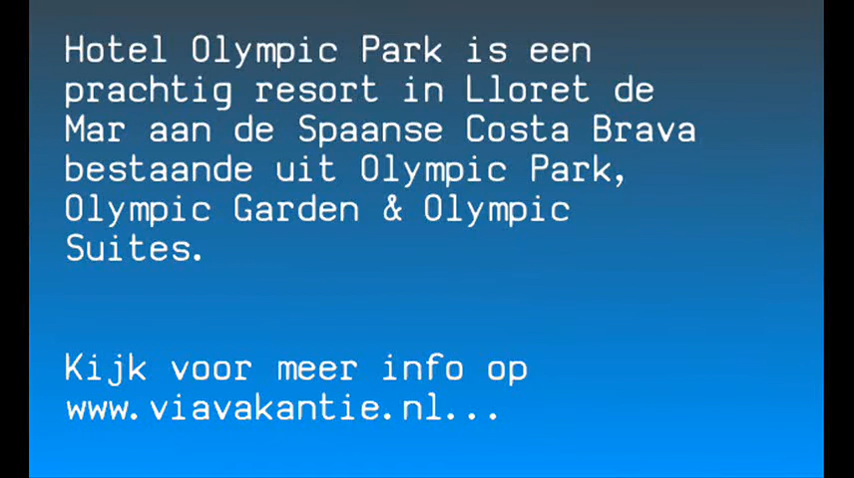 Hotel Olympic Park is een
prachtig resort in Lloret de
Mar aan de Spaanse Costa Brava
bestaande uit Olympic Park,
Olympic Garden & Olympic
Suites.
Kijk voor meer info op
www.viavakantie.nl...